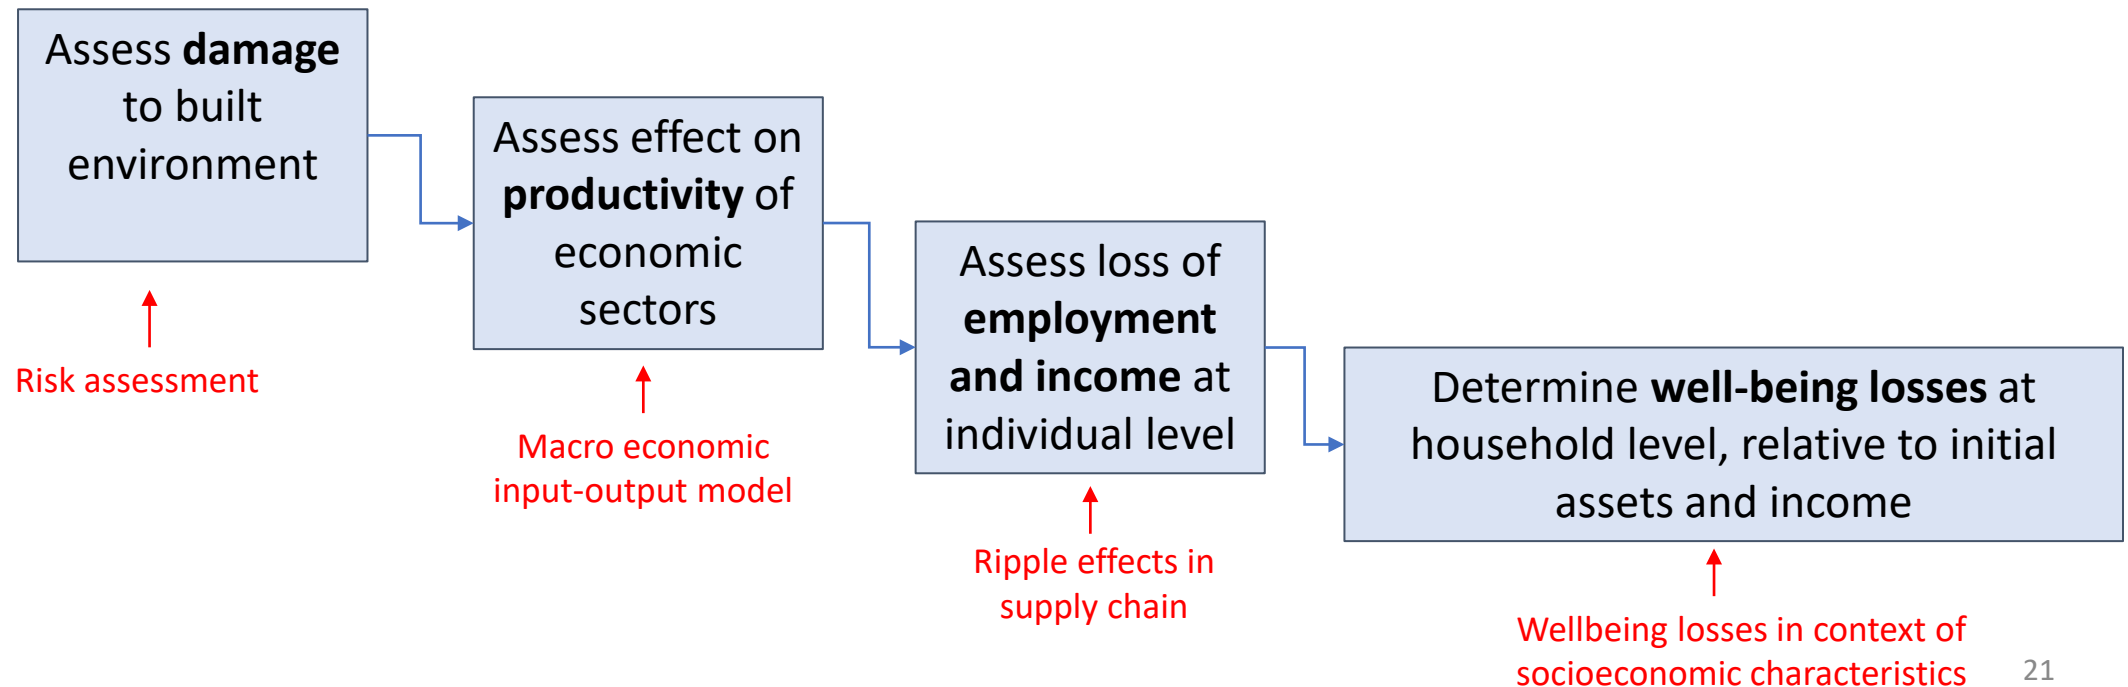 Assess damage
to built
environment
Risk assessment
Assess effect on
productivity of
economic
sectors
Macro economic
input-output model
Assess loss of
employment
and income at
individual level
Ripple effects in
supply chain
Determine well-being losses at
household level, relative to initial
assets and income
Wellbeing losses in context of
socioeconomic characteristics
21